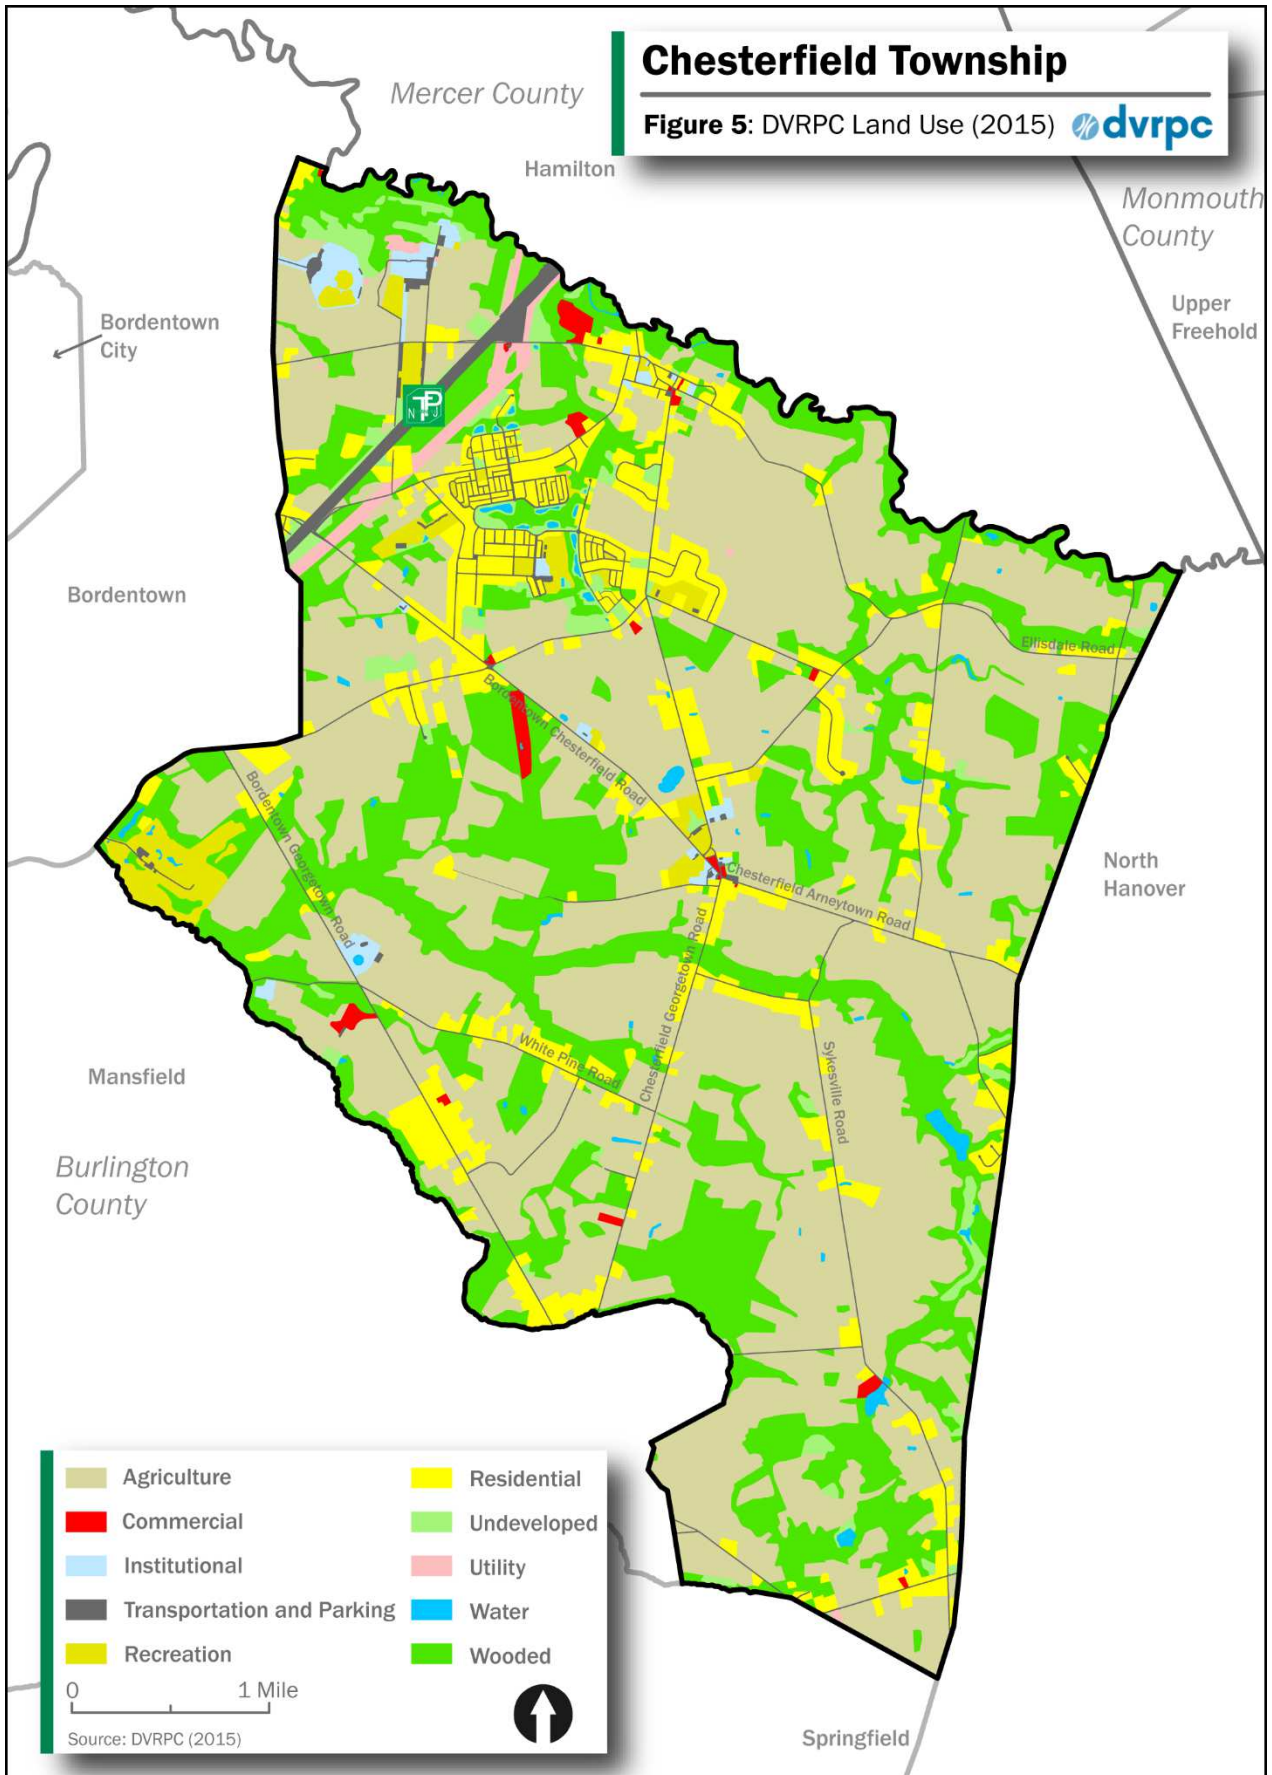 Chesterfield Township
Figure 5: DVRPC Land Use (2015) dvrpc
Mercer County
Hamilton
Monmouth
County
Upper
Freehold
Bordentown
City
TP
N J
Bordentown
Ellisdale Road
Bordentown Chesterfield Road
Bordentown Georgetown Road
North
Hanover
Chesterfield Arneytown Road
Chesterfield Georgetown Road
White Pine Road
Sykesville Road
Mansfield
Burlington
County
Agriculture
Commercial
Institutional
Transportation and Parking
Recreation
Residential
Undeveloped
Utility
Water
Wooded
0 1 Mile
Source: DVRPC (2015)
Springfield